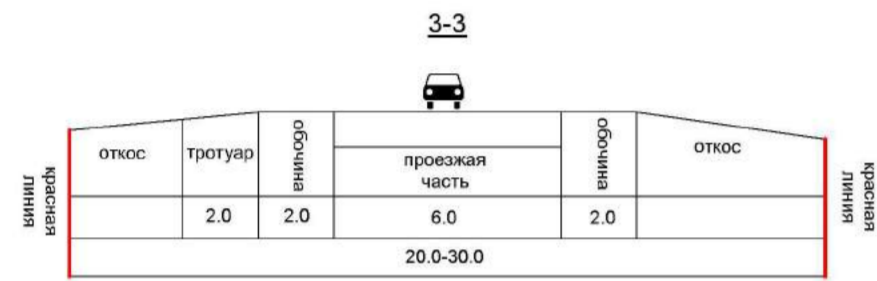 3-3
откос
тротуар
обочина
проезжая
часть
обочина
откос
красная
линия
красная
линия
2.0
2.0
6.0
2.0
20.0-30.0